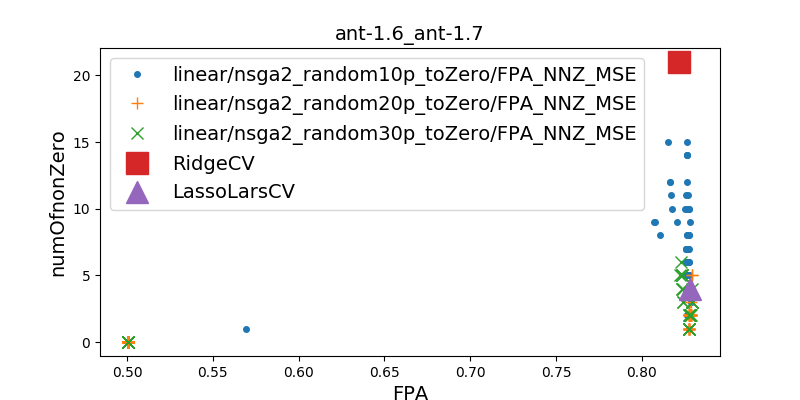 ant-1.6_ant-1.7
linear/nsga2_random10p_toZero/FPA_NNZ_MSE
linear/nsga2_random20p_toZero/FPA_NNZ_MSE
linear/nsga2_random30p_toZero/FPA_NNZ_MSE
RidgeCV
LassoLarsCV
numOfnonZero
20
15
10
5
0
0.50 0.55 0.60 0.65 0.70 0.75 0.80
FPA